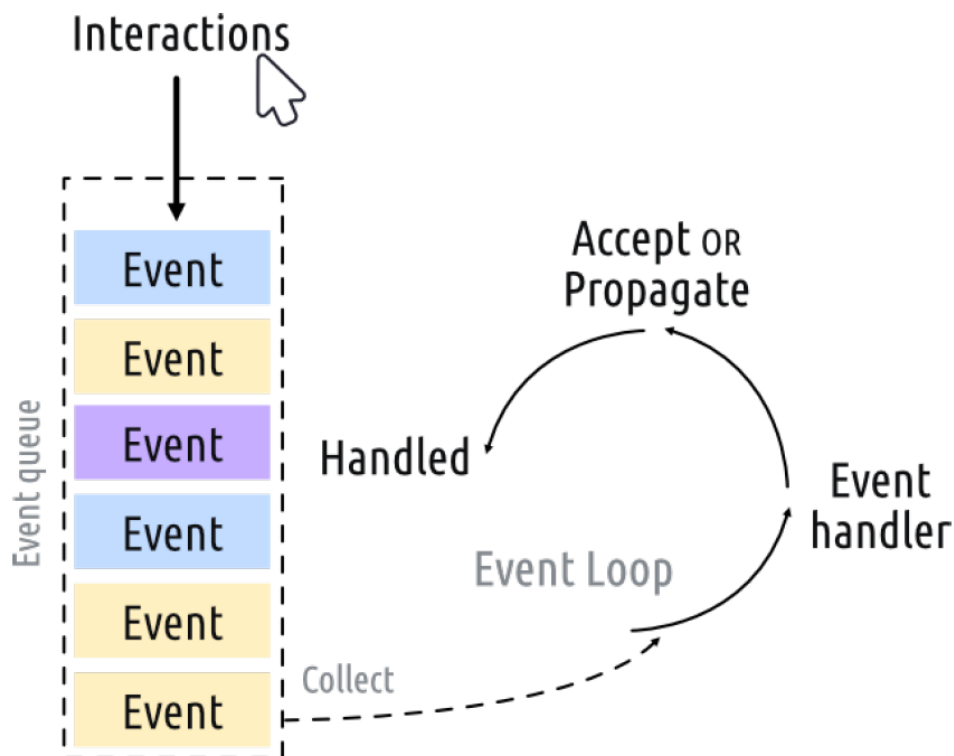 Interactions
Event
Event
Event
Event
Event
Event
Event queue
Collect
Event Loop
Event
handler
Accept OR
Propagate
Handled